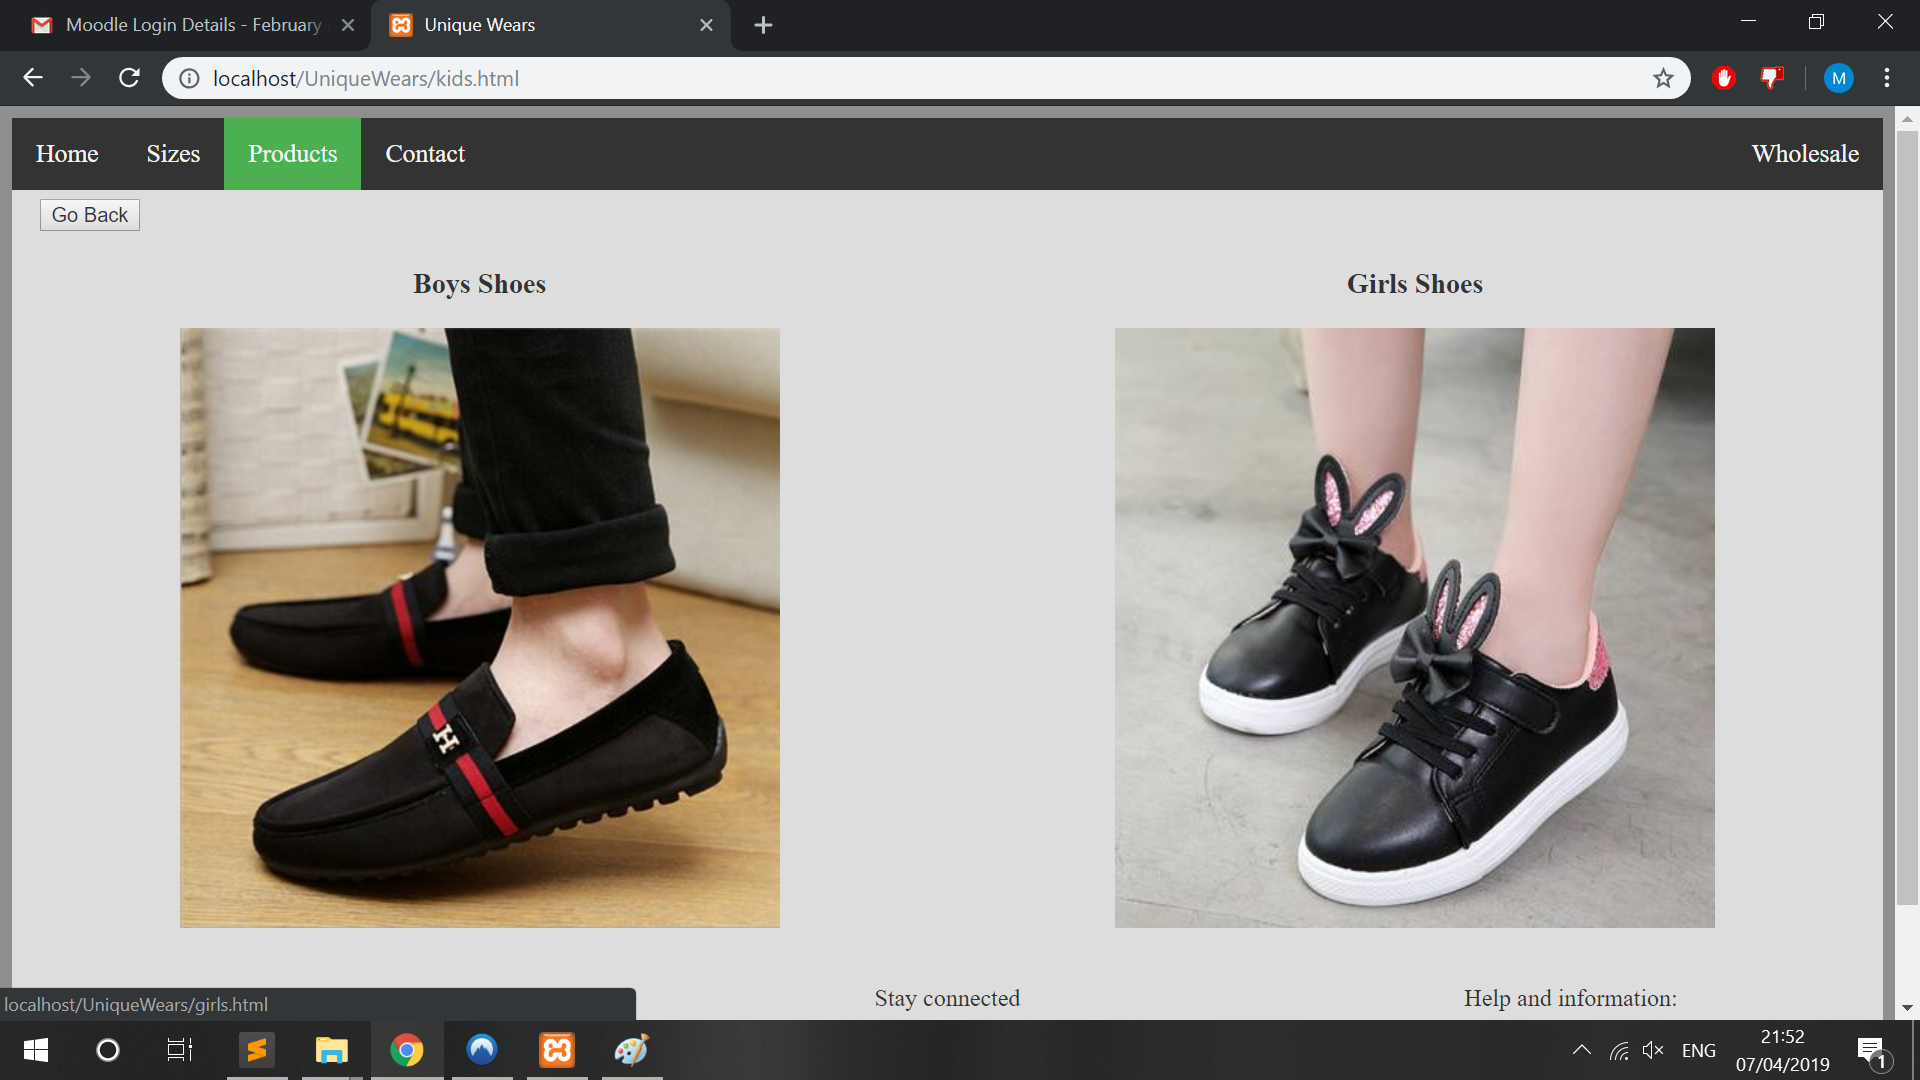 Moodle Login Details - February
Unique Wears
localhost/UniqueWears/kids.html
M
Home
Sizes
Products
Contact
Wholesale
Go Back
Boys Shoes
Girls Shoes
H
Stay connected
Help and information:
localhost/UniqueWears/girls.html
ENG
21:52
07/04/2019
1